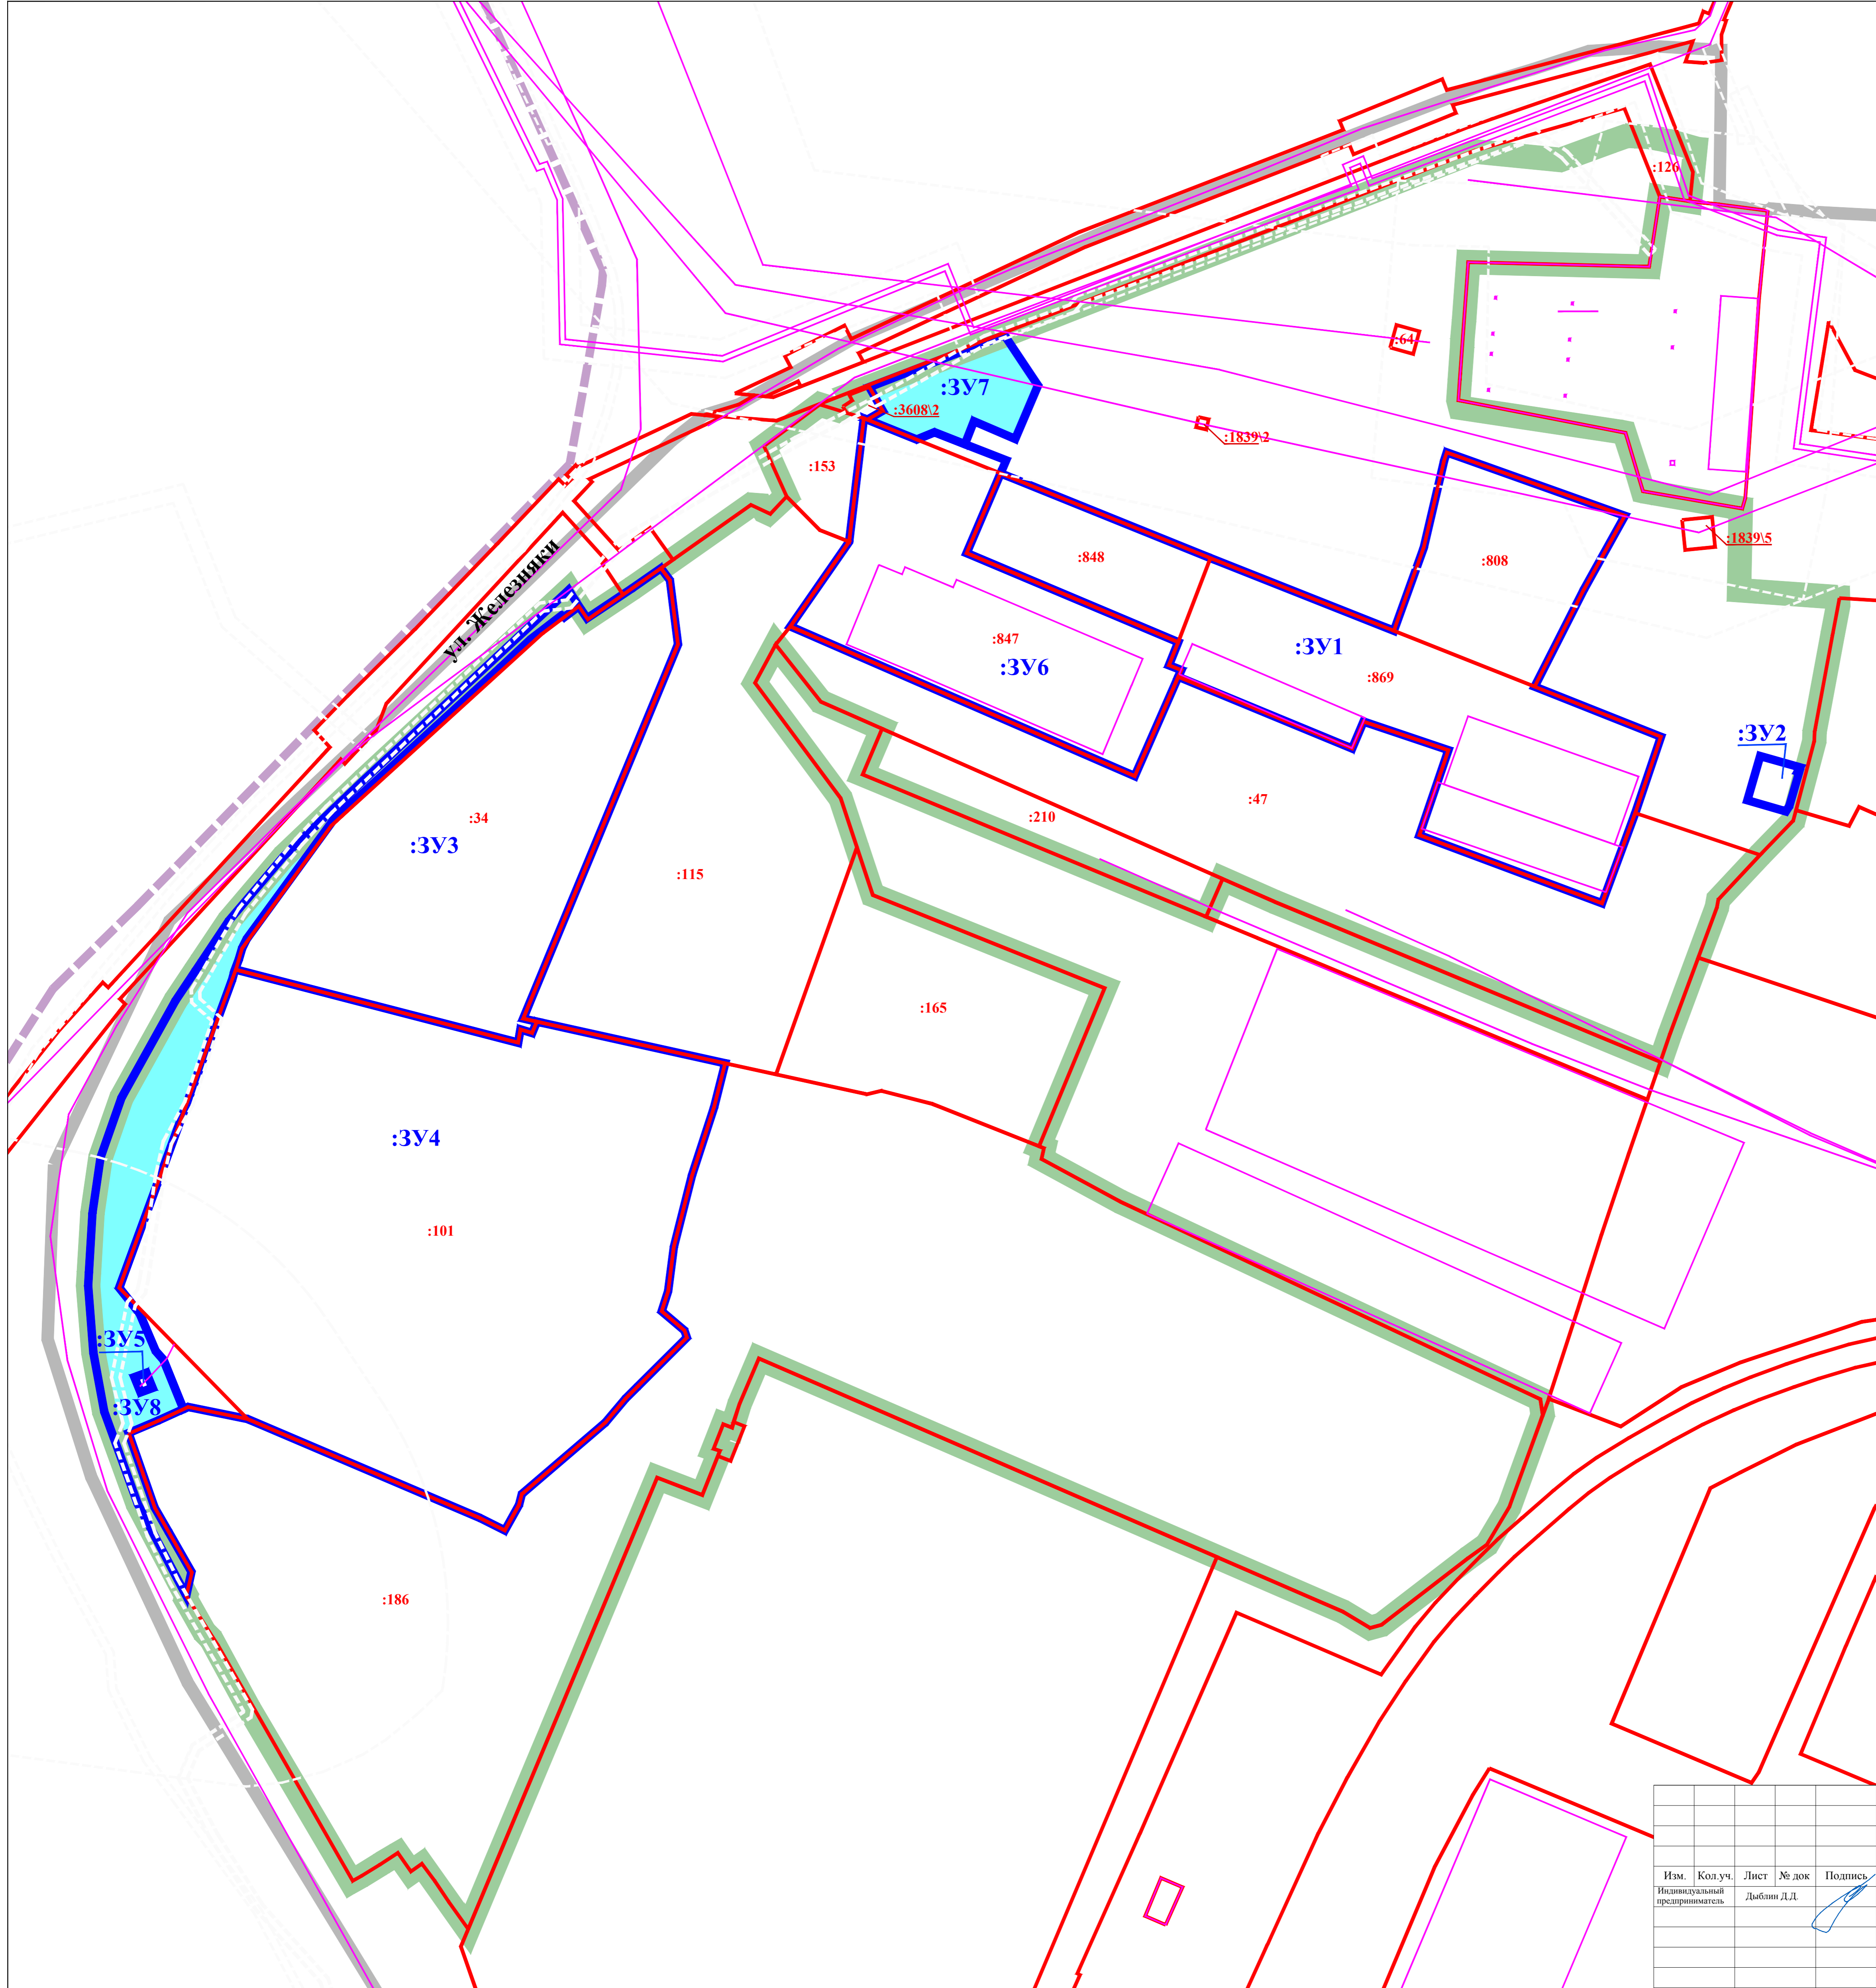 :126
:64
:ЗУ7
:3608\2
:1839\2
:153
:1839\5
:848
:808
ул. Железняки
:847
:ЗУ1
:ЗУ6
:869
:ЗУ2
:47
:210
:34
:ЗУ3
:115
:165
:ЗУ4
:101
:ЗУ5
:ЗУ8
:186
Изм. Кол.уч. Лист № док Подпись
Индивидуальный
предприниматель Дыблин Д.Д.